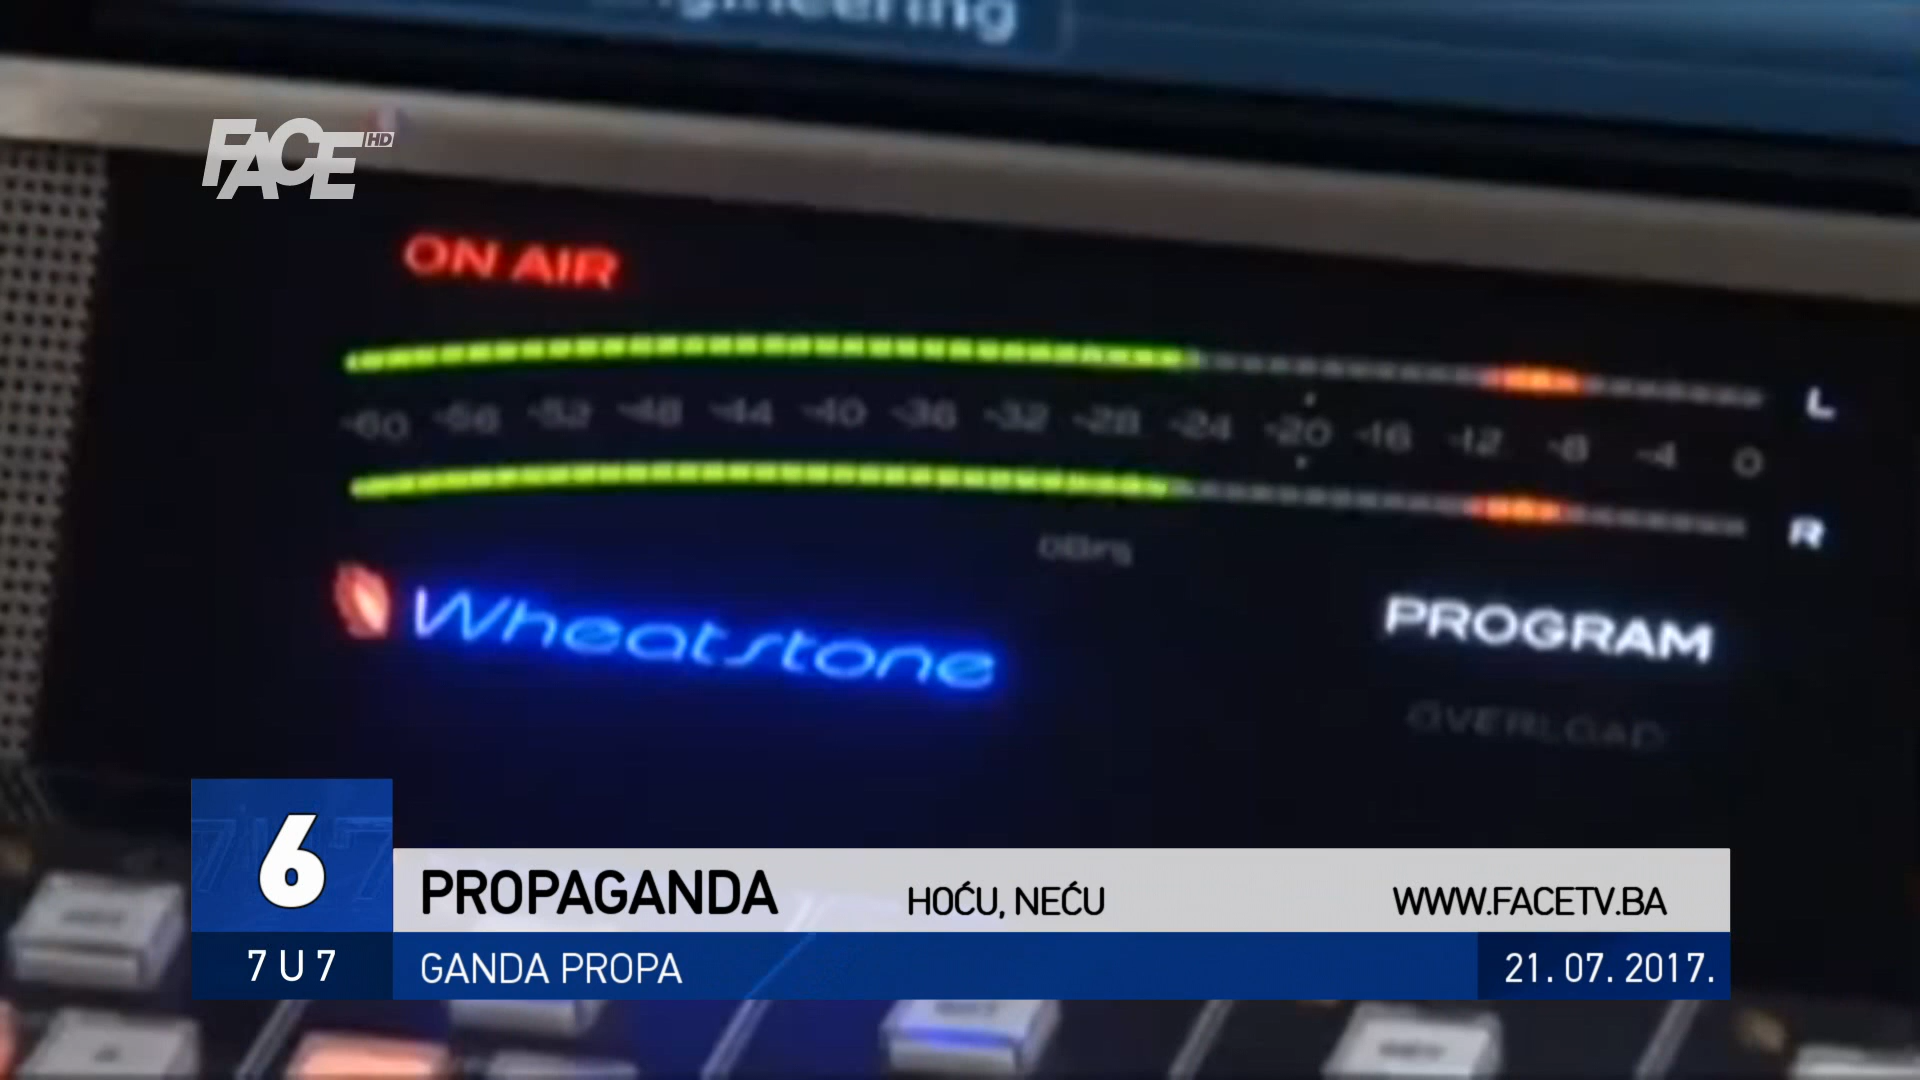 FACE HD
ON AIR
L
-60 -56 -52 -48 -44 -40 -36 -32 -28 -24 -20 -16 -12 -8 -4 0
R
Wheatstone
PROGRAM
OVERLOAD
6
PROPAGANDA HOĆU, NEĆU WWW.FACETV.BA
7 U 7 GANDA PROPA 21. 07. 2017.